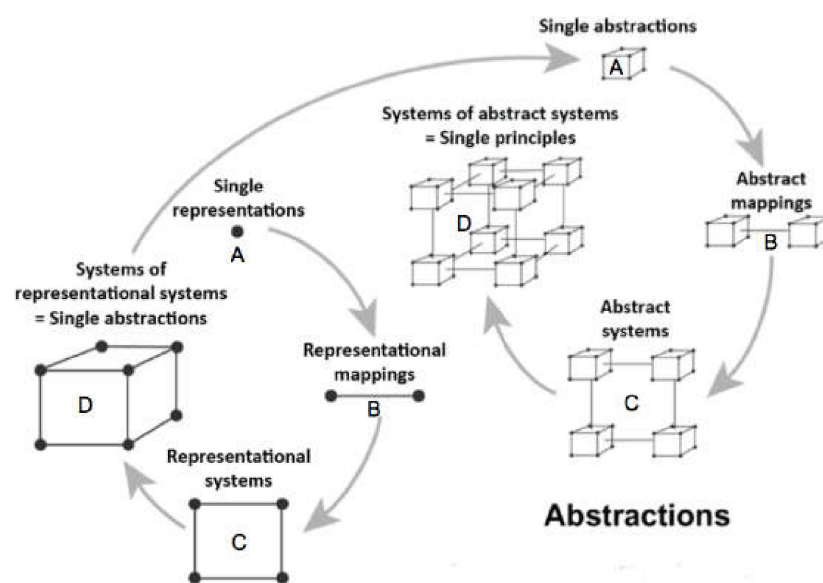 Single abstractions
A
Systems of abstract systems
= Single principles
D
Abstract
mappings
B
Single
representations
A
Systems of
representational systems
= Single abstractions
D
Representational
mappings
B
Abstract
systems
C
Representational
systems
C
Abstractions